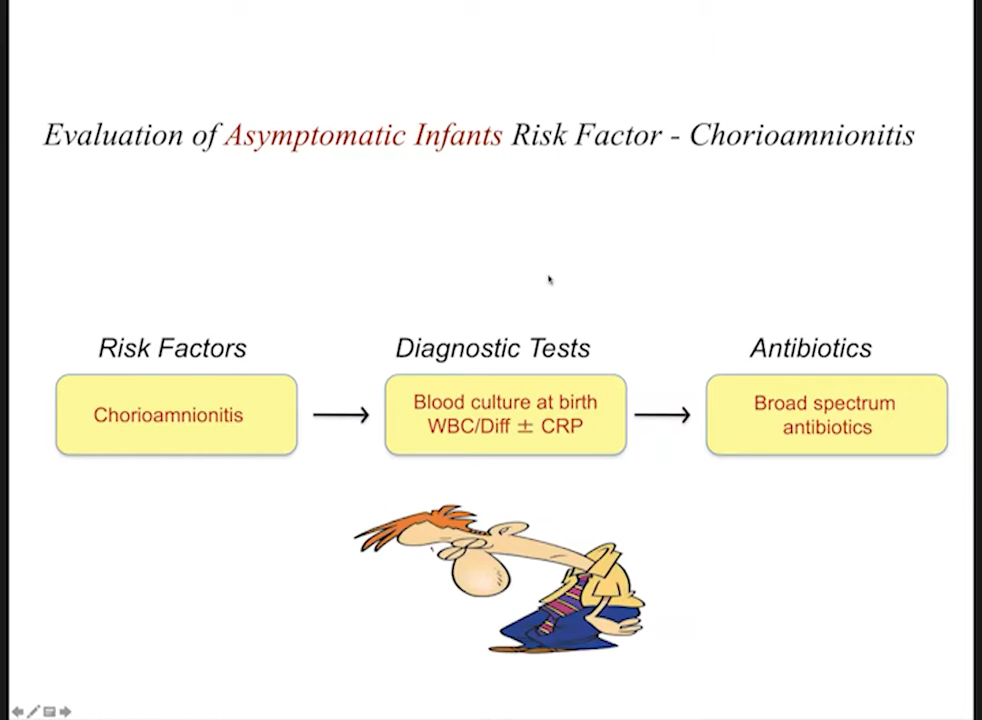 Evaluation of Asymptomatic Infants Risk Factor - Chorioamnionitis
Risk Factors
Diagnostic Tests
Antibiotics
Chorioamnionitis
Blood culture at birth
WBC/Diff ± CRP
Broad spectrum
antibiotics